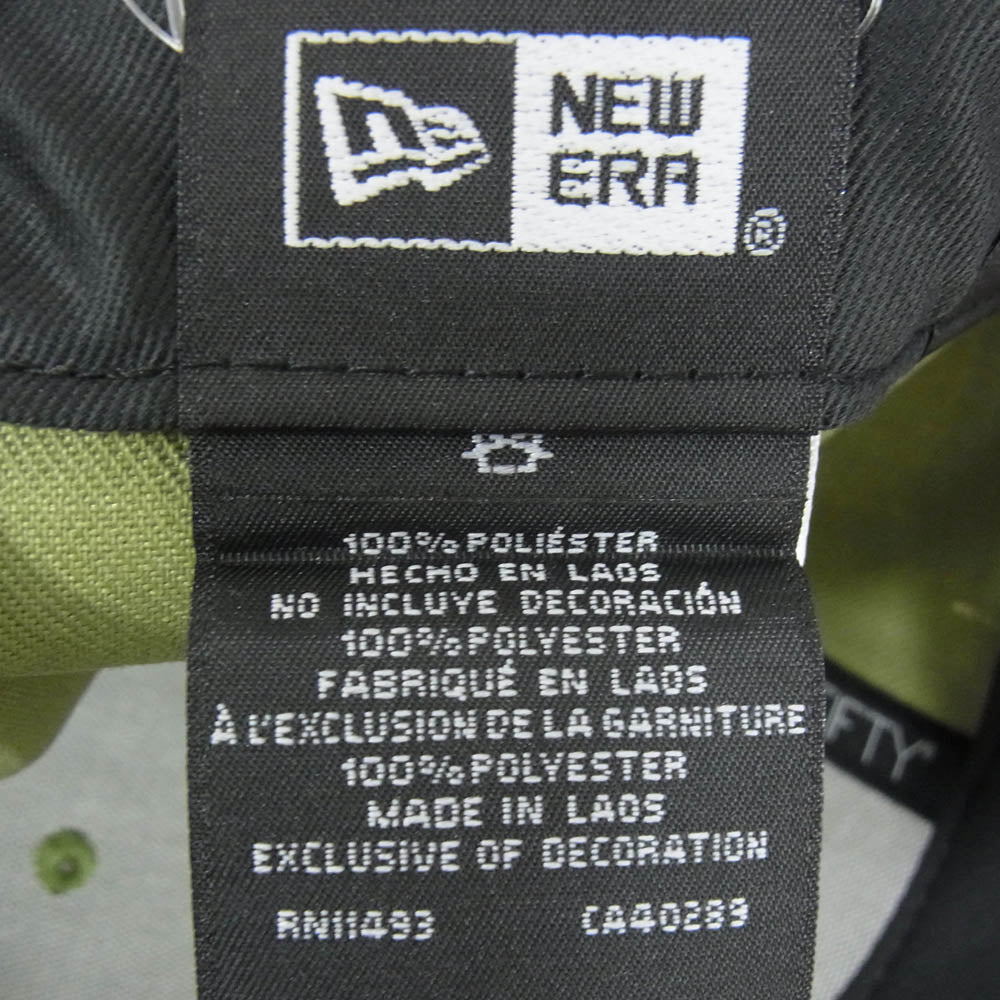 NEW
ERA
®
100% POLIÉSTER
HECHO EN LAOS
NO INCLUYE DECORACIÓN
100% POLYESTER
FABRIQUÉ EN LAOS
À L'EXCLUSION DE LA GARNITURE
100% POLYESTER
MADE IN LAOS
EXCLUSIVE OF DECORATION
RN11493 CA40289
FTY